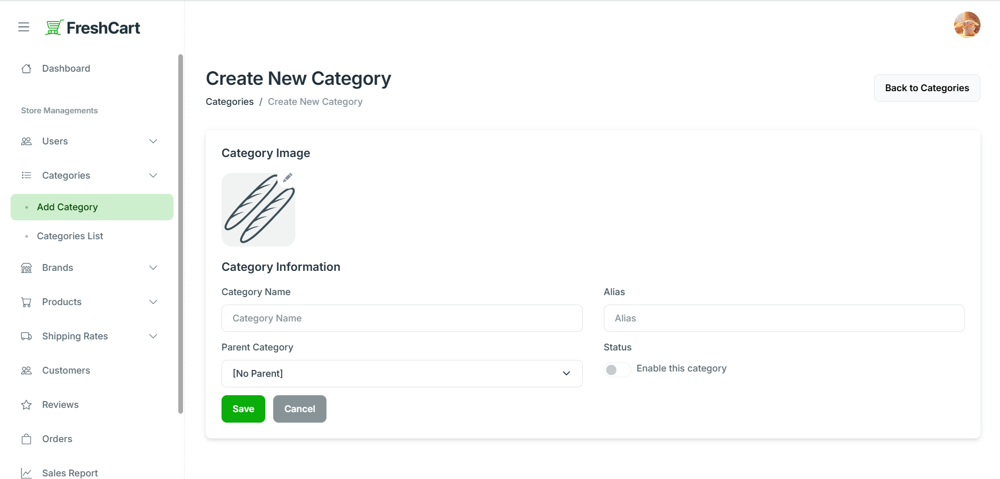 FreshCart
Dashboard
Store Managements
Users
Categories
Add Category
Categories List
Brands
Products
Shipping Rates
Customers
Reviews
Orders
Sales Report
Create New Category
Categories / Create New Category
Back to Categories
Category Image
Category Information
Category Name
Category Name
Alias
Alias
Parent Category
[No Parent]
Status
Enable this category
Save
Cancel